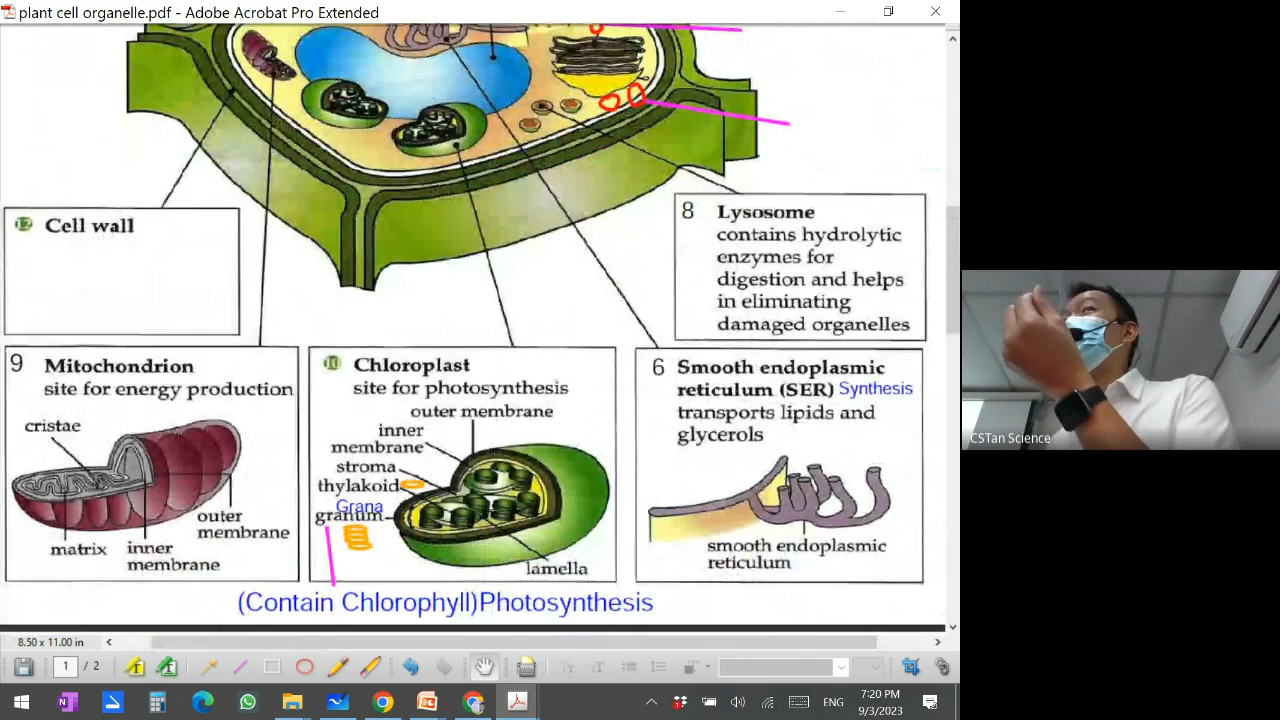 plant cell organelle.pdf - Adobe Acrobat Pro Extended
12 Cell wall
8 Lysosome
contains hydrolytic
enzymes for
digestion and helps
in eliminating
damaged organelles
9 Mitochondrion
site for energy production
cristae
outer
membrane
matrix
inner
membrane
10 Chloroplast
site for photosynthesis
outer membrane
inner
membrane
stroma
thylakoid
Grana
granum
lamella
6 Smooth endoplasmic
reticulum (SER) Synthesis
transports lipids and
glycerols
smooth endoplasmic
reticulum
(Contain Chlorophyll)Photosynthesis
CSTan Science
8.50 x 11.00 in
1 / 2
ENG
7:20 PM
9/3/2023